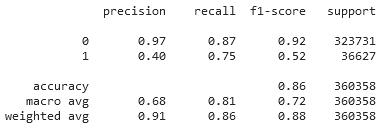 precision recall f1-score support
0 0.97 0.87 0.92 323731
1 0.40 0.75 0.52 36627
accuracy 0.86 360358
macro avg 0.68 0.81 0.72 360358
weighted avg 0.91 0.86 0.88 360358